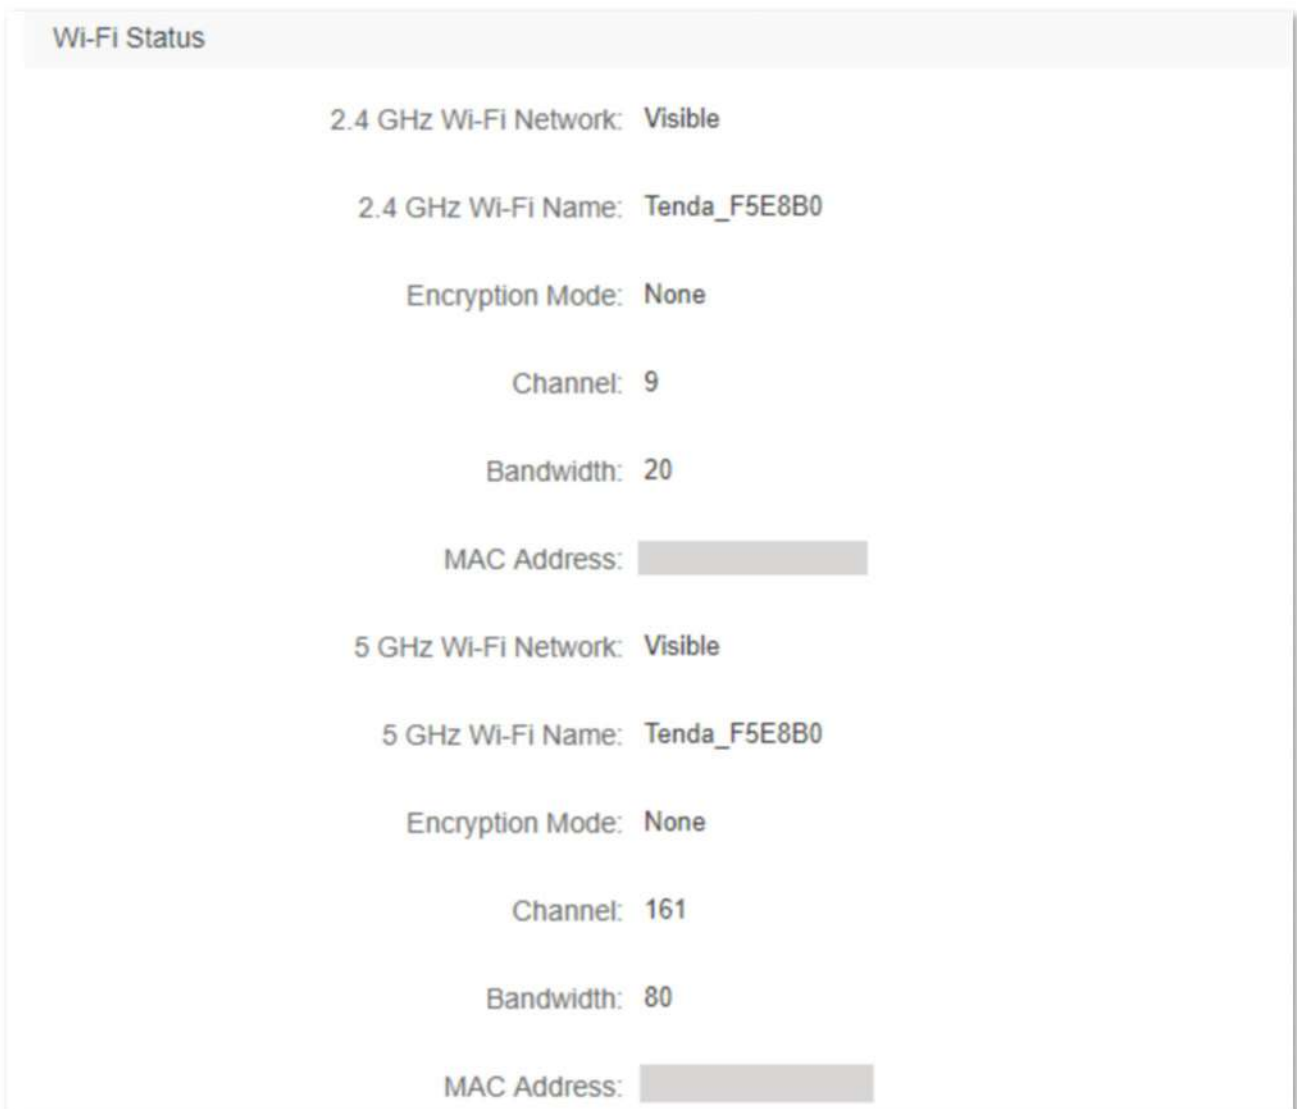 Wi-Fi Status
2.4 GHz Wi-Fi Network: Visible
2.4 GHz Wi-Fi Name: Tenda_F5E8B0
Encryption Mode: None
Channel: 9
Bandwidth: 20
MAC Address:
5 GHz Wi-Fi Network: Visible
5 GHz Wi-Fi Name: Tenda_F5E8B0
Encryption Mode: None
Channel: 161
Bandwidth: 80
MAC Address: